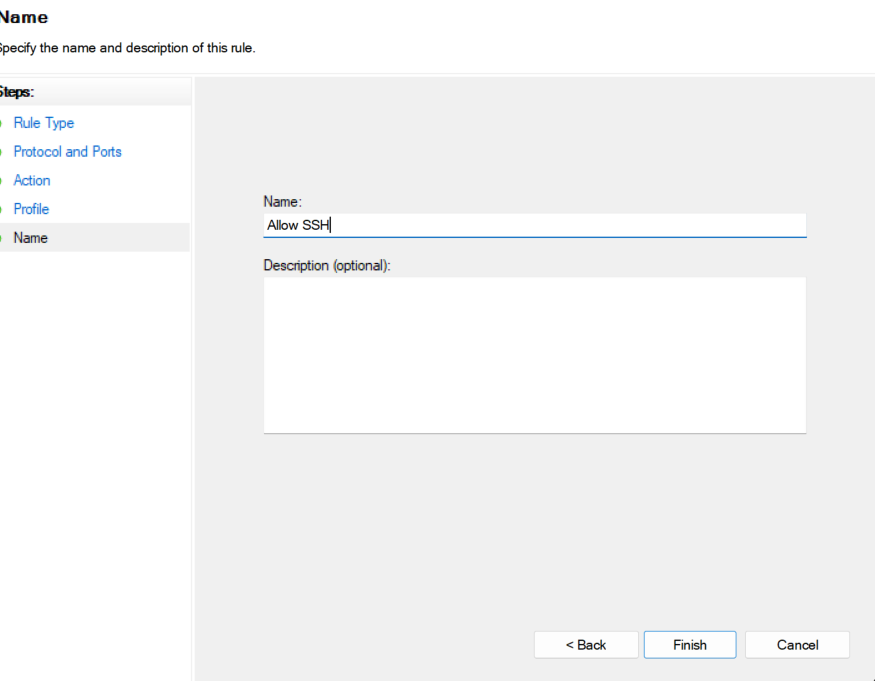 Name
Specify the name and description of this rule.
Steps:
Rule Type
Protocol and Ports
Action
Profile
Name
Name:
Allow SSH
Description (optional):
< Back
Finish
Cancel